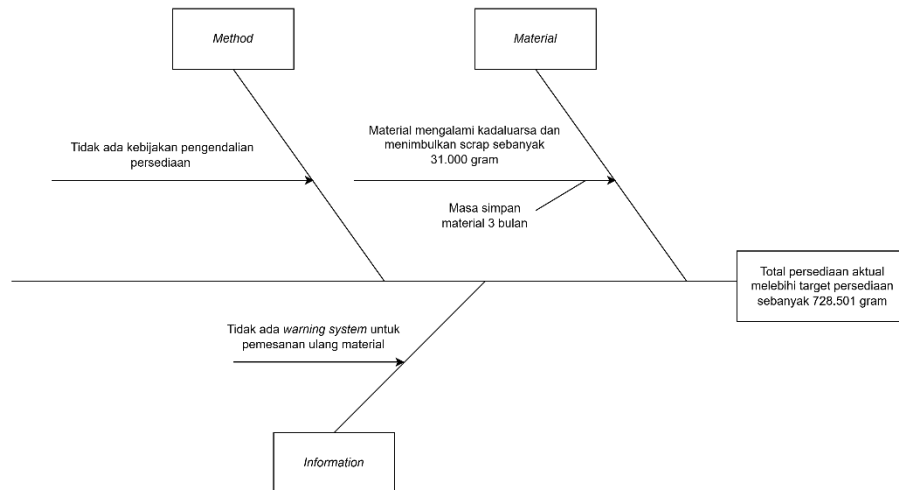 Method
Material
Tidak ada kebijakan pengendalian
persediaan
Material mengalami kadaluarsa dan
menimbulkan scrap sebanyak
31.000 gram
Masa simpan
material 3 bulan
Total persediaan aktual
melebihi target persediaan
sebanyak 728.501 gram
Tidak ada warning system untuk
pemesanan ulang material
Information